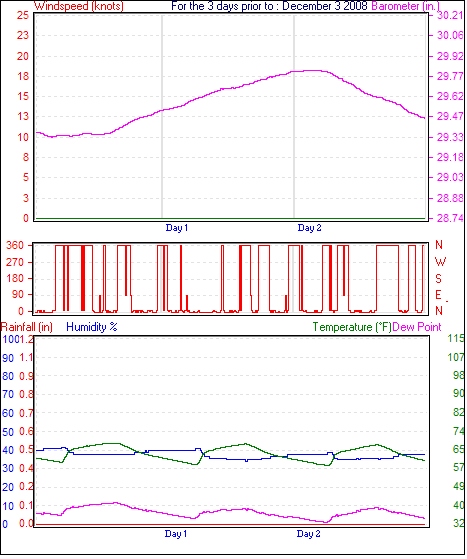 Windspeed (knots) For the 3 days prior to : December 3 2008 Barometer (in.)
25 30.21
23 30.06
20 29.92
18 29.77
15 29.62
13 29.47
10 29.33
8 29.18
5 29.03
3 28.88
0 28.74
Day 1 Day 2
360 N
270 W
180 S
90 E
0 N
Rainfall (in) Humidity % Temperature (°F) Dew Point
100 1.2 115
90 1.1 107
80 0.9 98
70 0.8 90
60 0.7 82
50 0.6 73
40 0.5 65
30 0.4 57
20 0.2 49
10 0.1 40
0 0.0 32
Day 1 Day 2